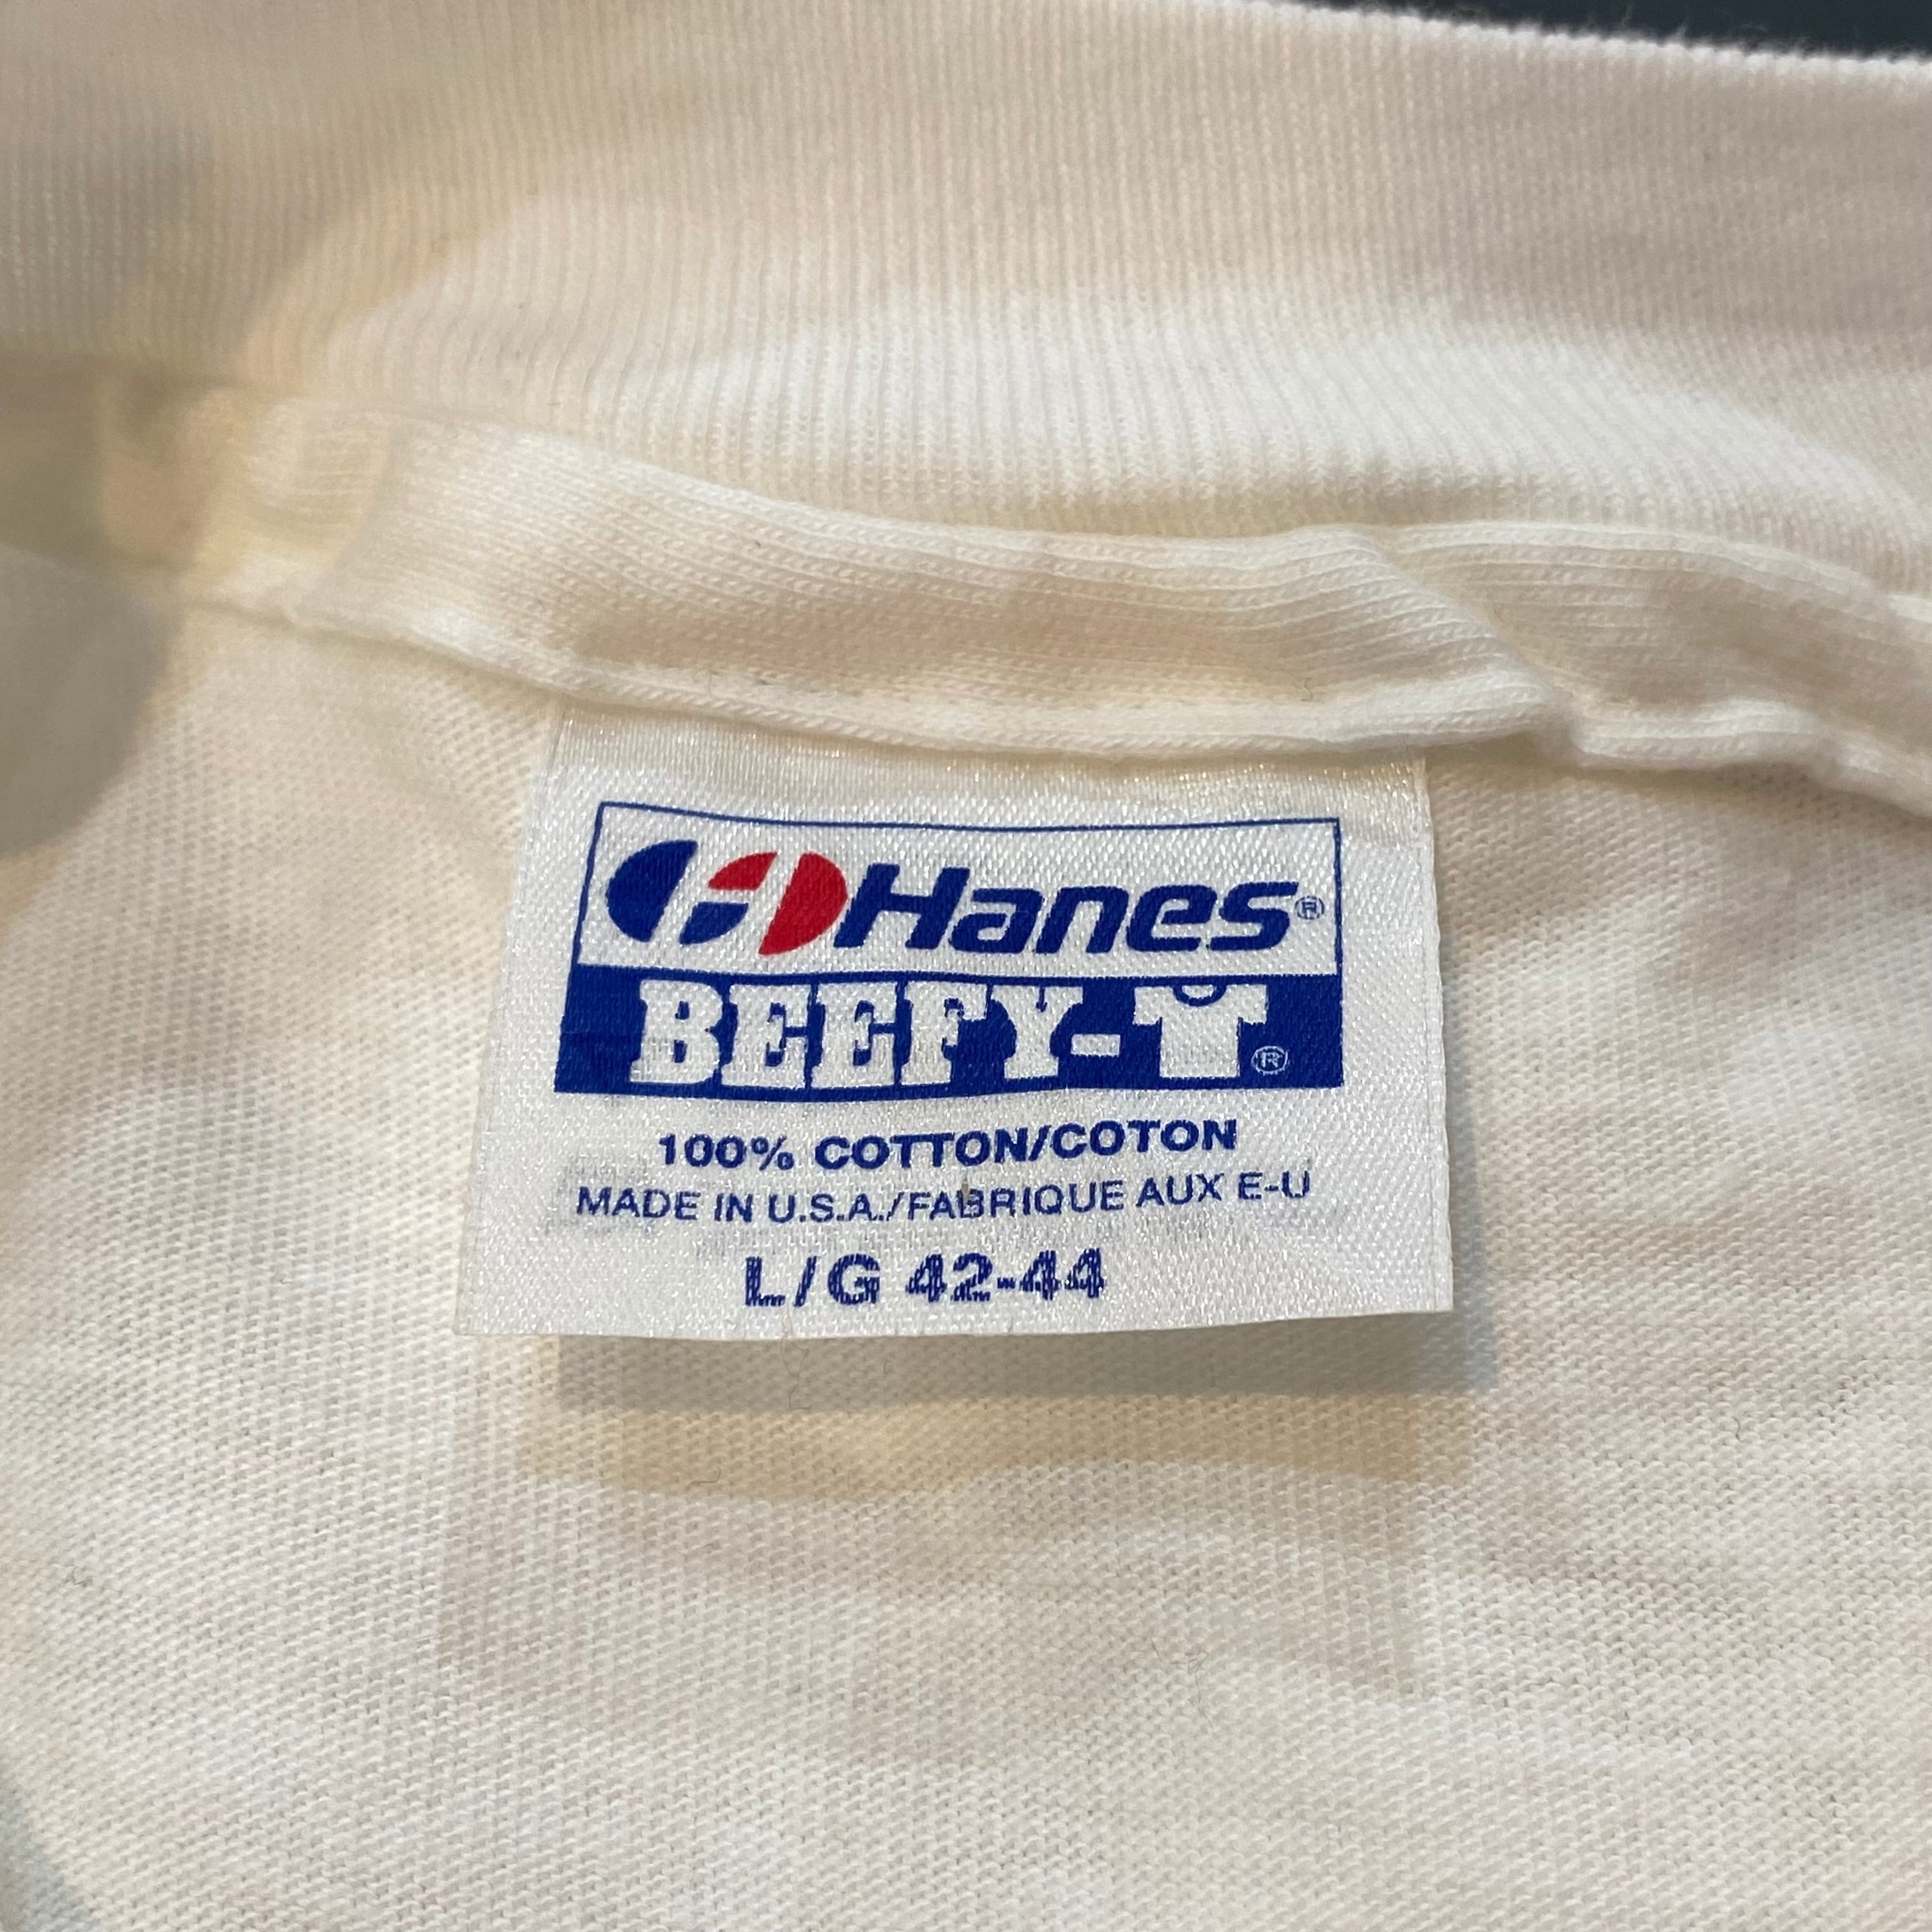 Hanes®
BEEFY-T®
100% COTTON/COTON
MADE IN U.S.A./FABRIQUE AUX E-U
L/G 42-44